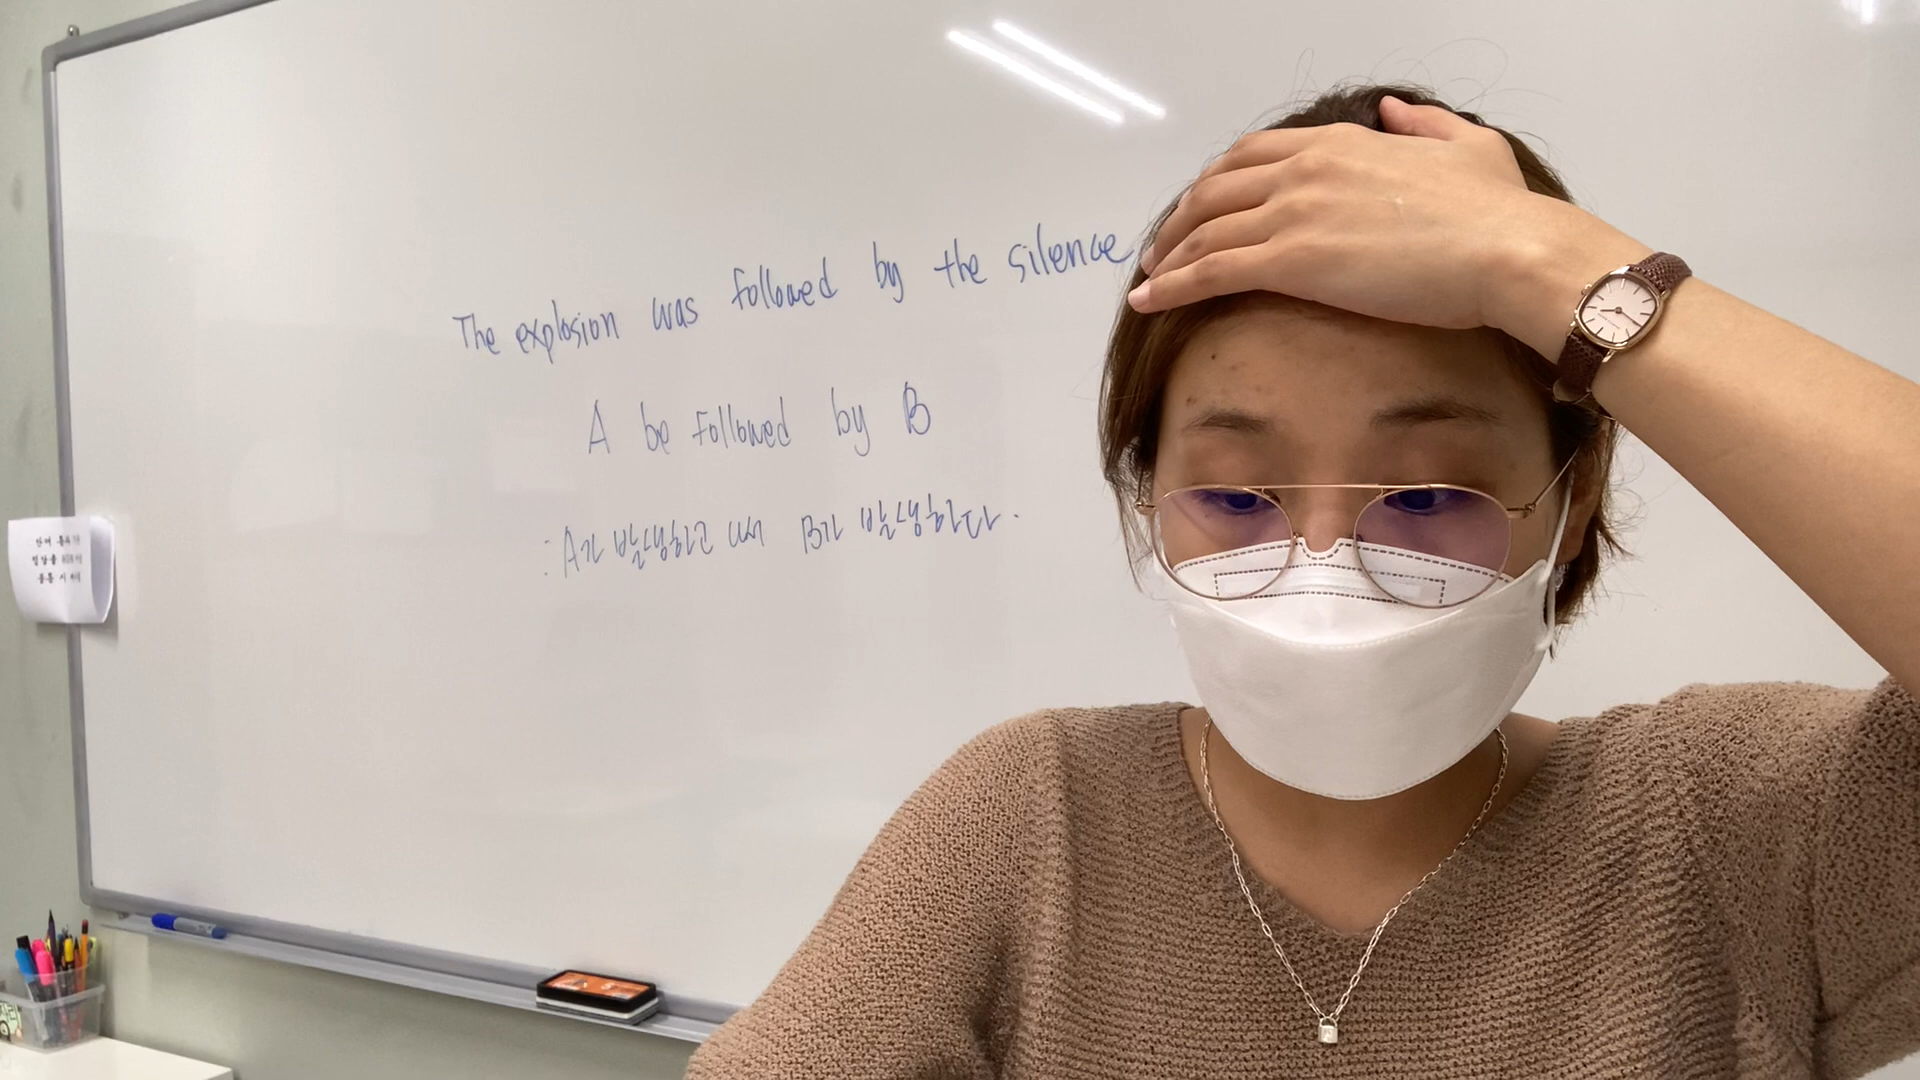 The explosion was followed by the silence
A be followed by B
: A가 발생하고 나서 B가 발생하다.